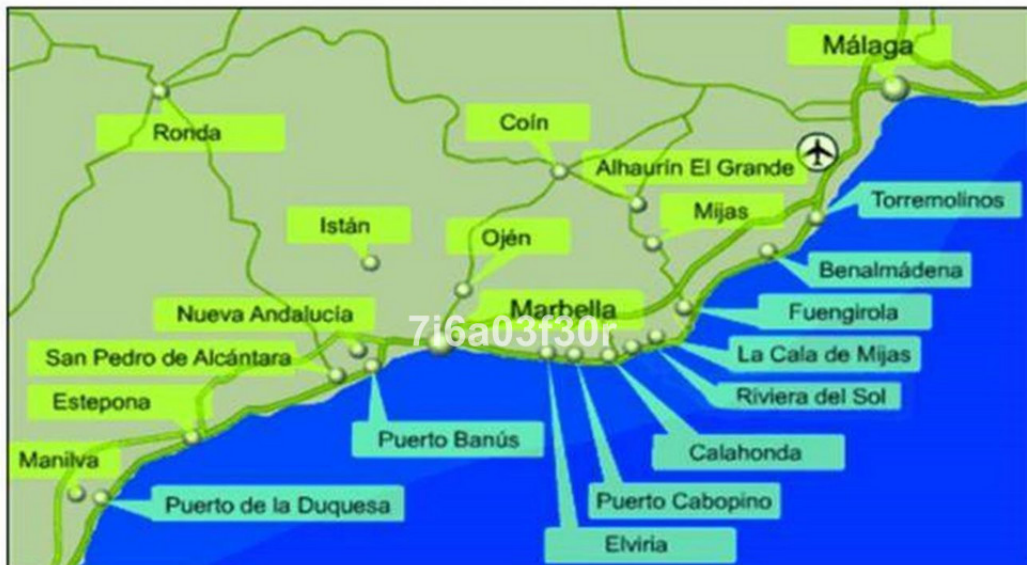 Málaga
Ronda
Coín
Alhaurín El Grande
Mijas
Torremolinos
Istán
Ojén
Benalmádena
Nueva Andalucía
Marbella
Fuengirola
7i6a03f30r
San Pedro de Alcántara
La Cala de Mijas
Estepona
Riviera del Sol
Puerto Banús
Calahonda
Manilva
Puerto de la Duquesa
Puerto Cabopino
Elviria